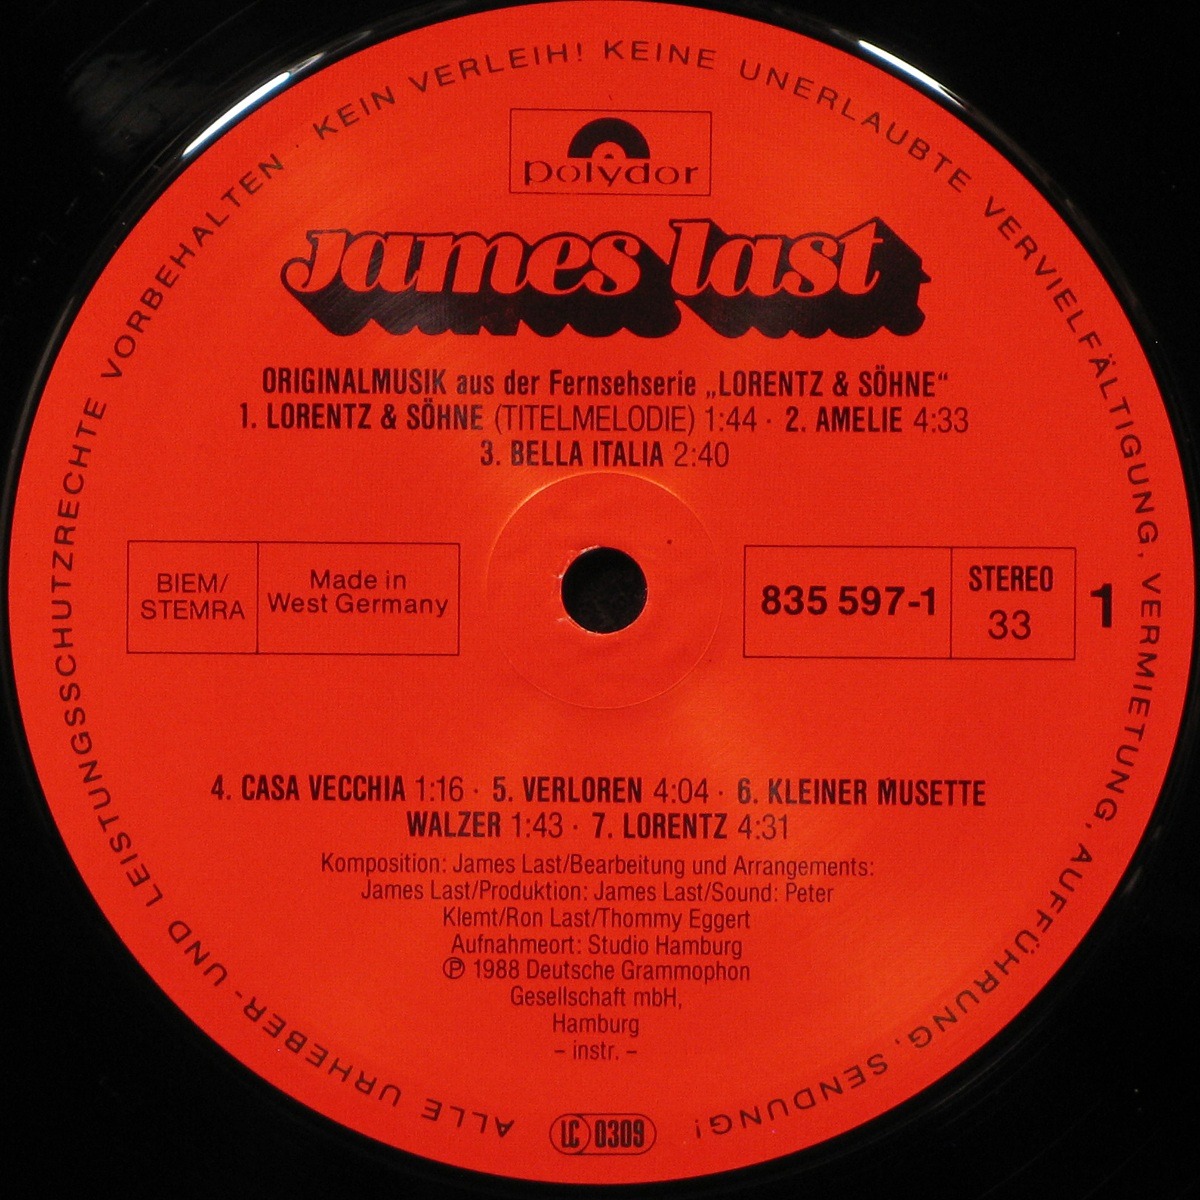 ALLE URHEBER- UND LEISTUNGSSCHUTZRECHTE VORBEHALTEN · KEIN VERLEIH! KEINE UNERLAUBTE VERVIELFÄLTIGUNG, VERMIETUNG, AUFFÜHRUNG, SENDUNG!
polydor
james last
ORIGINALMUSIK aus der Fernsehserie „LORENTZ & SÖHNE“
1. LORENTZ & SÖHNE (TITELMELODIE) 1:44 · 2. AMELIE 4:33
3. BELLA ITALIA 2:40
BIEM/
STEMRA
Made in
West Germany
835 597-1
STEREO
33
1
4. CASA VECCHIA 1:16 · 5. VERLOREN 4:04 · 6. KLEINER MUSETTE
WALZER 1:43 · 7. LORENTZ 4:31
Komposition: James Last/Bearbeitung und Arrangements:
James Last/Produktion: James Last/Sound: Peter
Klemt/Ron Last/Thommy Eggert
Aufnahmeort: Studio Hamburg
℗ 1988 Deutsche Grammophon
Gesellschaft mbH,
Hamburg
– instr. –
LC 0309